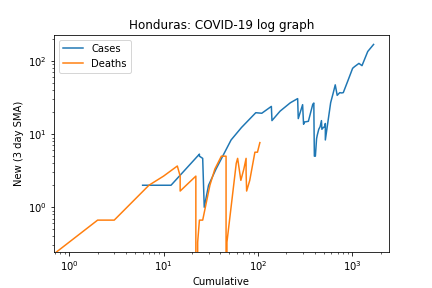 Honduras: COVID-19 log graph
Cases
Deaths
New (3 day SMA)
10²
10¹
10⁰
10⁰ 10¹ 10² 10³
Cumulative